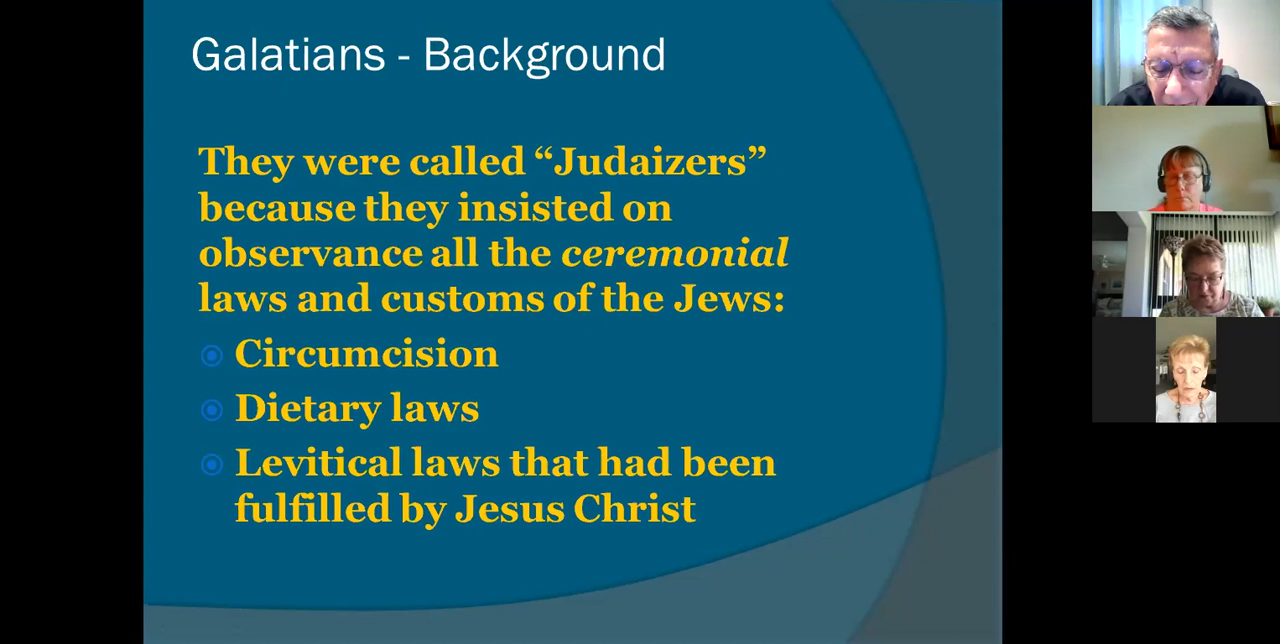 Galatians - Background
They were called “Judaizers”
because they insisted on
observance all the ceremonial
laws and customs of the Jews:
Circumcision
Dietary laws
Levitical laws that had been
fulfilled by Jesus Christ